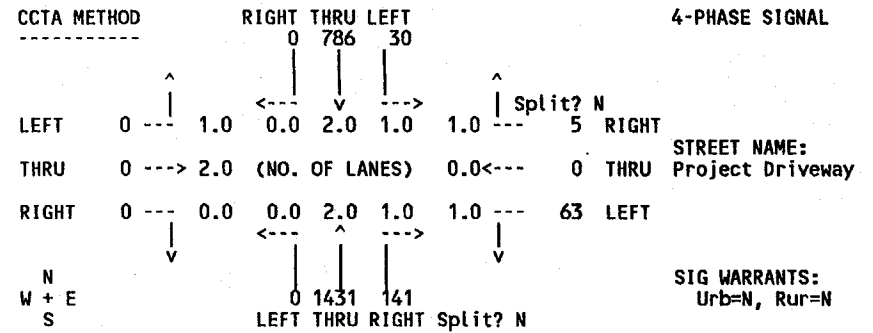 CCTA METHOD RIGHT THRU LEFT 4-PHASE SIGNAL
----------- 0 786 30
^ ^
<--- v ---> Split? N
LEFT 0 --- 1.0 0.0 2.0 1.0 1.0 --- 5 RIGHT
STREET NAME:
THRU 0 ---> 2.0 (NO. OF LANES) 0.0<--- 0 THRU Project Driveway
RIGHT 0 --- 0.0 0.0 2.0 1.0 1.0 --- 63 LEFT
<--- ^ --->
v v
N SIG WARRANTS:
W + E 0 1431 141 Urb=N, Rur=N
S LEFT THRU RIGHT Split? N